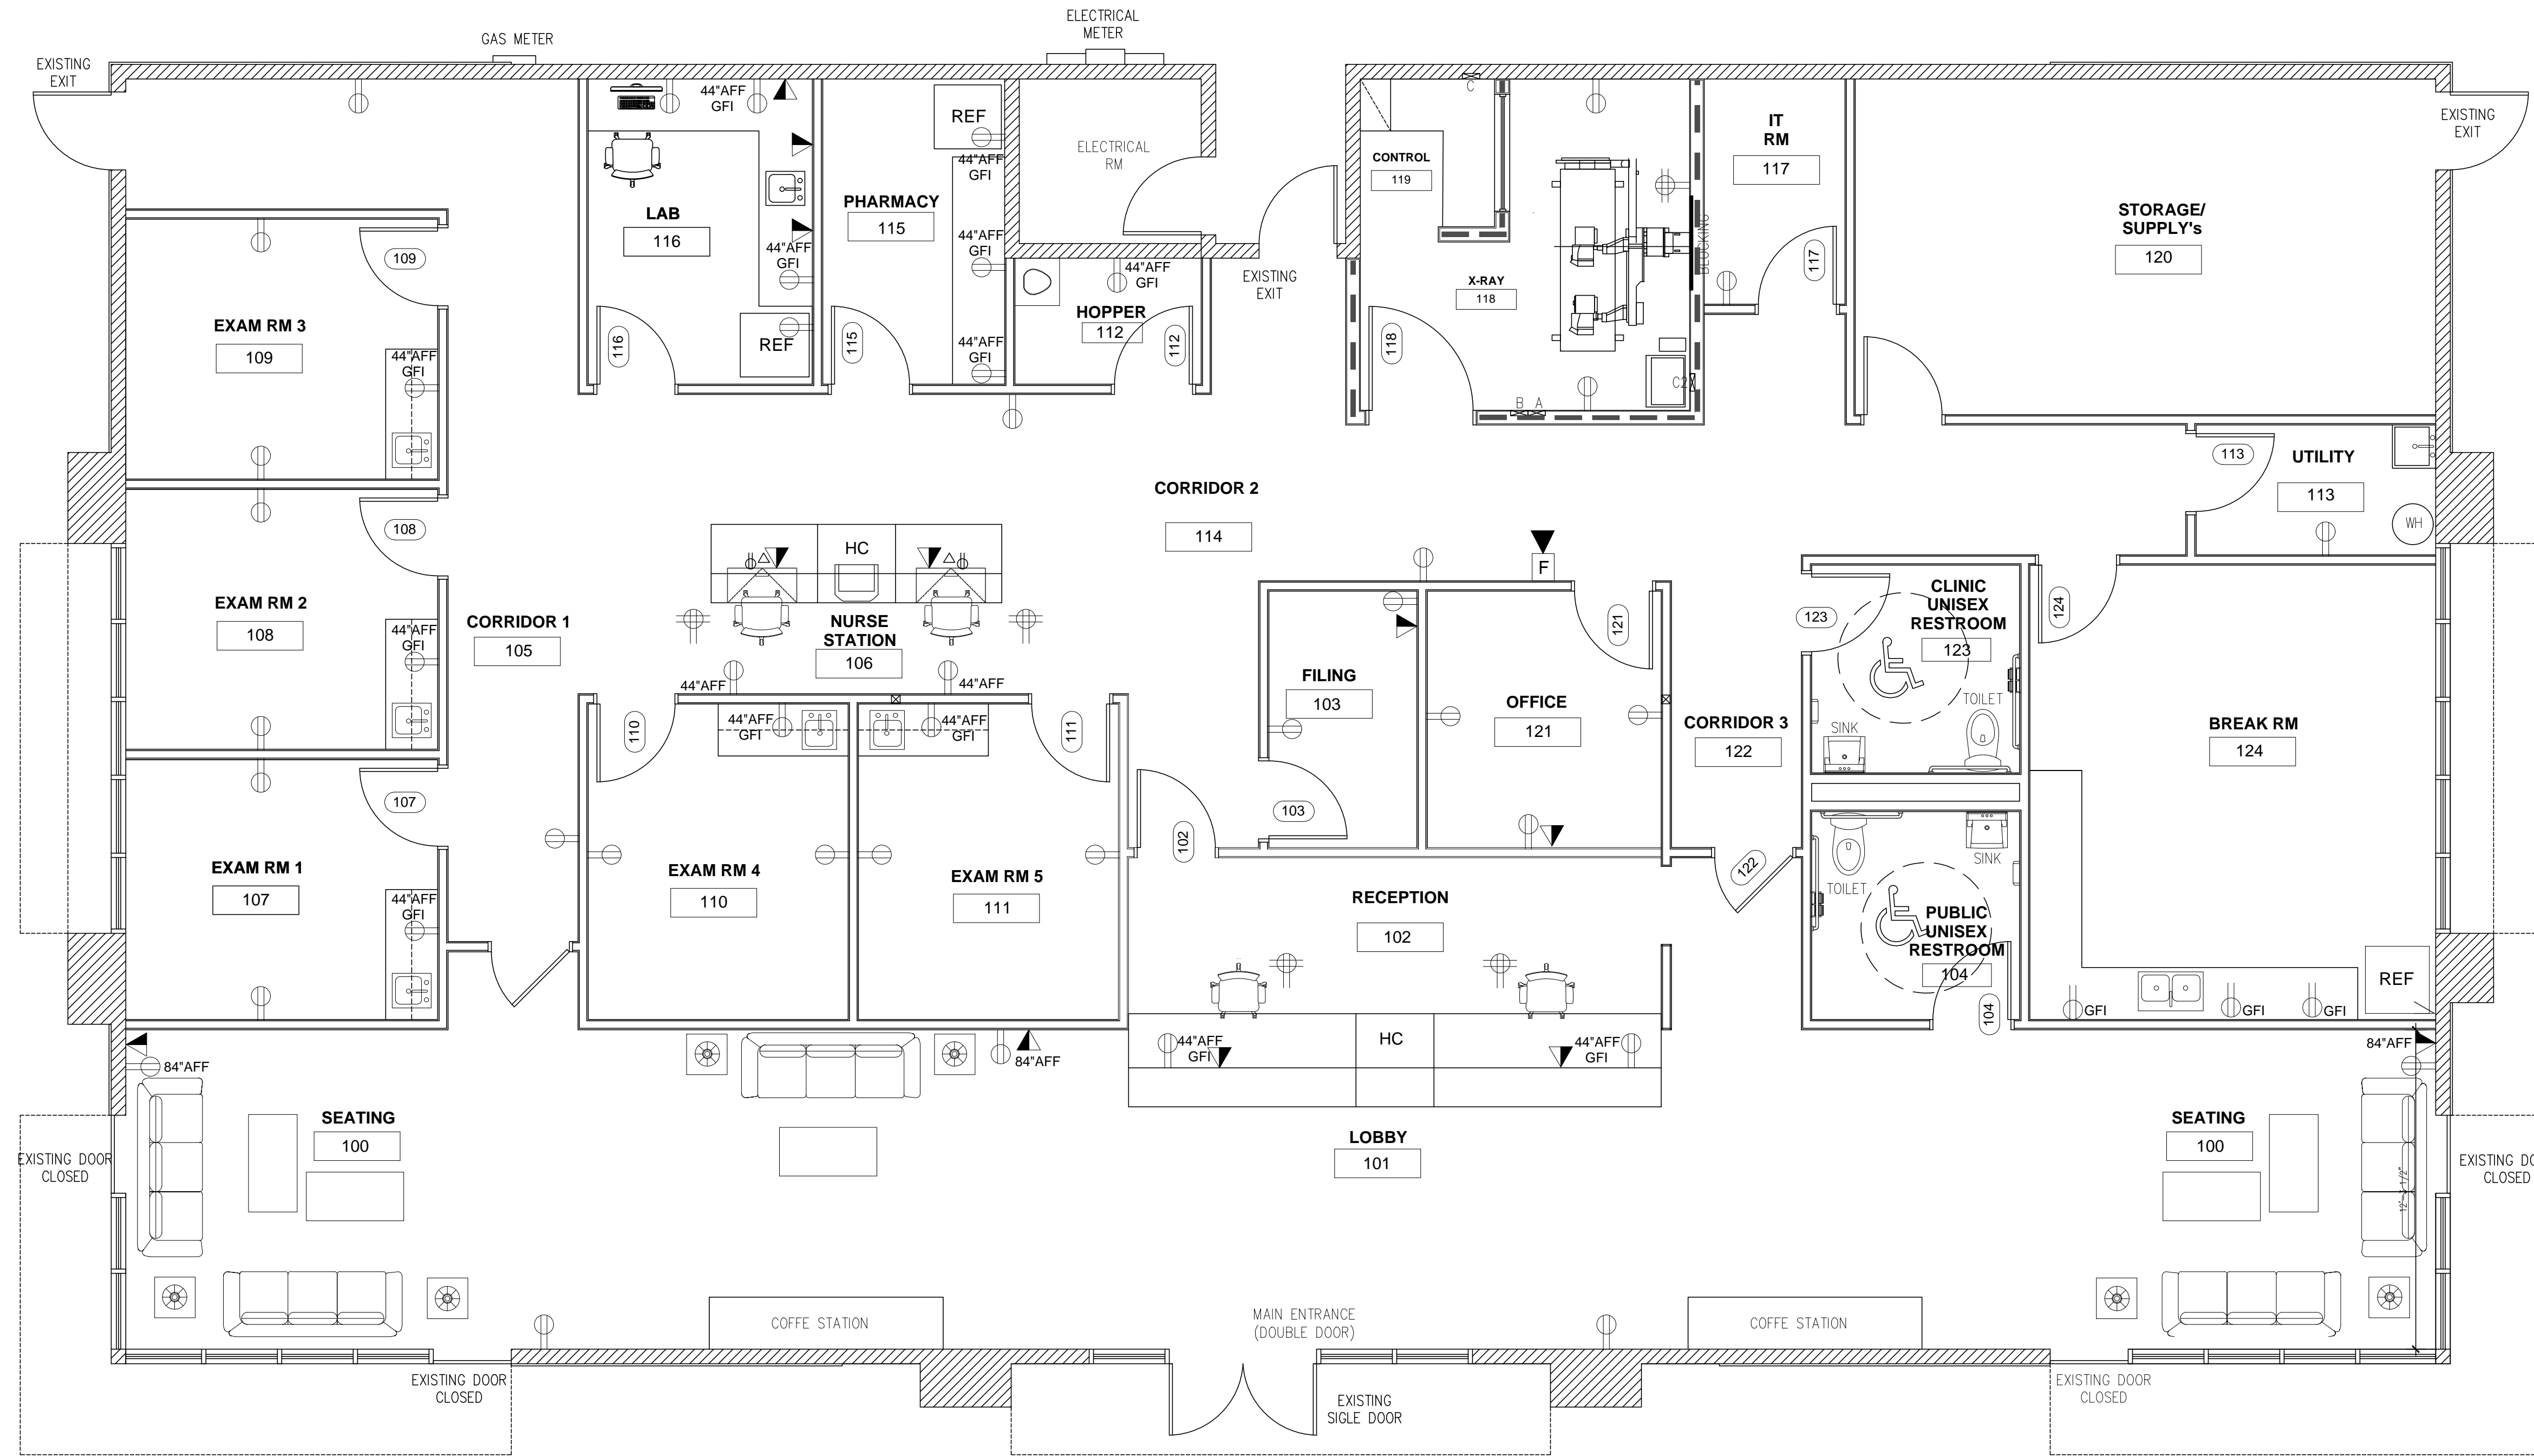 ELECTRICAL
METER
GAS METER
EXISTING
EXIT
EXISTING
EXIT
44"AFF
GFI
REF
44"AFF
GFI
ELECTRICAL
RM
C
CONTROL
119
IT
RM
117
LAB
116
PHARMACY
115
44"AFF
GFI
44"AFF
GFI
REF
116
44"AFF
GFI
115
44"AFF
GFI
HOPPER
112
112
EXISTING
EXIT
X-RAY
118
118
BLOCKING
B A
C2
117
STORAGE/
SUPPLY's
120
109
EXAM RM 3
109
44"AFF
GFI
108
EXAM RM 2
108
44"AFF
GFI
CORRIDOR 1
105
CORRIDOR 2
114
113
UTILITY
113
WH
HC
NURSE
STATION
106
44"AFF
44"AFF
F
121
FILING
103
OFFICE
121
103
123
CLINIC
UNISEX
RESTROOM
123
TOILET
SINK
124
CORRIDOR 3
122
BREAK RM
124
110
44"AFF
GFI
44"AFF
GFI
111
102
107
EXAM RM 1
107
44"AFF
GFI
EXAM RM 4
110
EXAM RM 5
111
RECEPTION
102
122
TOILET
SINK
PUBLIC
UNISEX
RESTROOM
104
104
REF
GFI
GFI
GFI
84"AFF
84"AFF
44"AFF
GFI
HC
44"AFF
GFI
84"AFF
SEATING
100
LOBBY
101
SEATING
100
12'-3 1/2"
EXISTING DOOR
CLOSED
EXISTING DO
CLOSED
COFFE STATION
MAIN ENTRANCE
(DOUBLE DOOR)
COFFE STATION
EXISTING DOOR
CLOSED
EXISTING
SIGLE DOOR
EXISTING DOOR
CLOSED